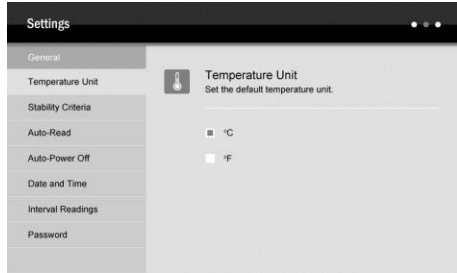 Settings
General
Temperature Unit
Stability Criteria
Auto-Read
Auto-Power Off
Date and Time
Interval Readings
Password
Temperature Unit
Set the default temperature unit.
°C
°F